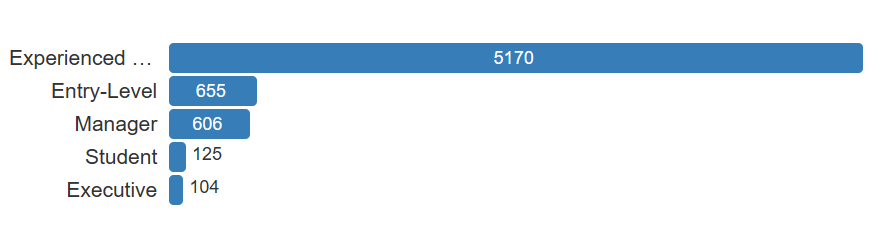 Experienced … 5170
Entry-Level 655
Manager 606
Student 125
Executive 104